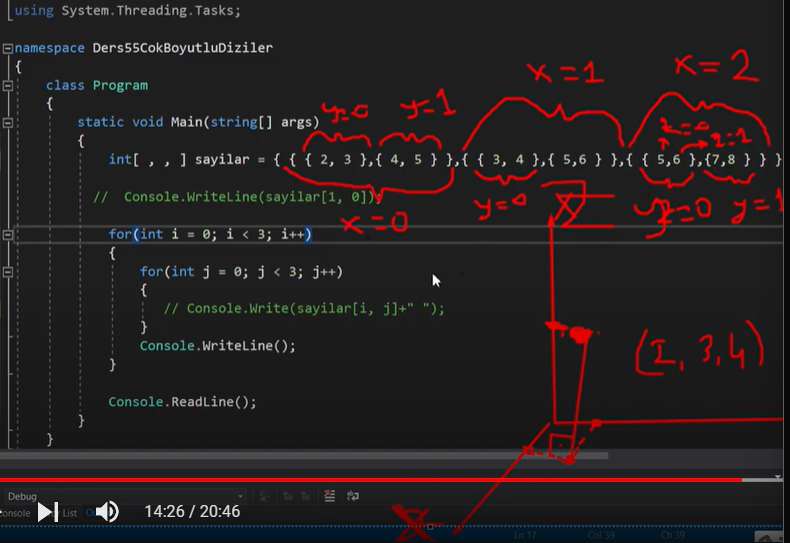 using System.Threading.Tasks;
namespace Ders55CokBoyutluDiziler
{
x=1 x=2
class Program
{
y=0 y=1
static void Main(string[] args)
z=0 z=1
{
int[ , , ] sayilar = { { { 2, 3 },{ 4, 5 } },{ { 3, 4 },{ 5,6 } },{ { 5,6 },{7,8 } } }
// Console.WriteLine(sayilar[1, 0]);
x=0 y=0 y=0 y=1
for(int i = 0; i < 3; i++)
{
for(int j = 0; j < 3; j++)
{
// Console.Write(sayilar[i, j]+" ");
}
Console.WriteLine();
(2,3,4)
}
Console.ReadLine();
}
}
Debug
onsole
List
14:26 / 20:46
Ln 17 Col 39 Ch 39